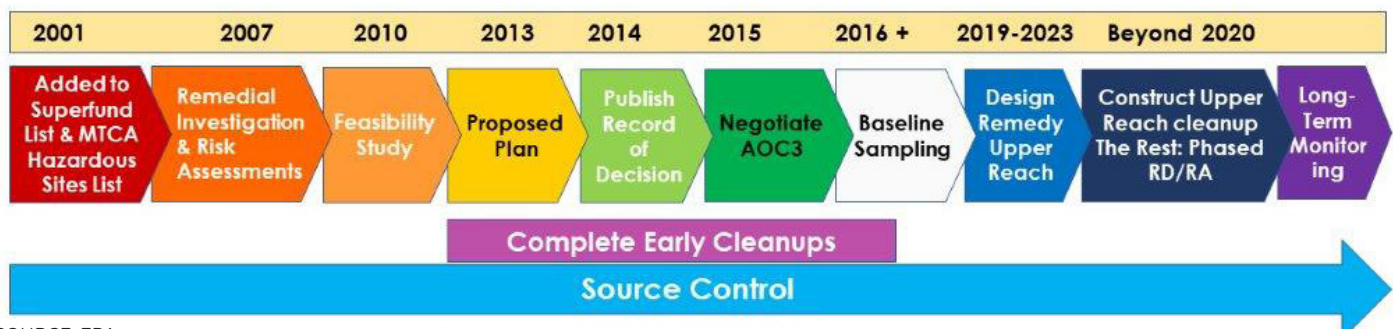 2001 2007 2010 2013 2014 2015 2016 + 2019-2023 Beyond 2020
Added to
Superfund
List & MTCA
Hazardous
Sites List
Remedial
Investigation
& Risk
Assessments
Feasibility
Study
Proposed
Plan
Publish
Record
of
Decision
Negotiate
AOC3
Baseline
Sampling
Design
Remedy
Upper
Reach
Construct Upper
Reach cleanup
The Rest: Phased
RD/RA
Long-
Term
Monitor
ing
Complete Early Cleanups
Source Control